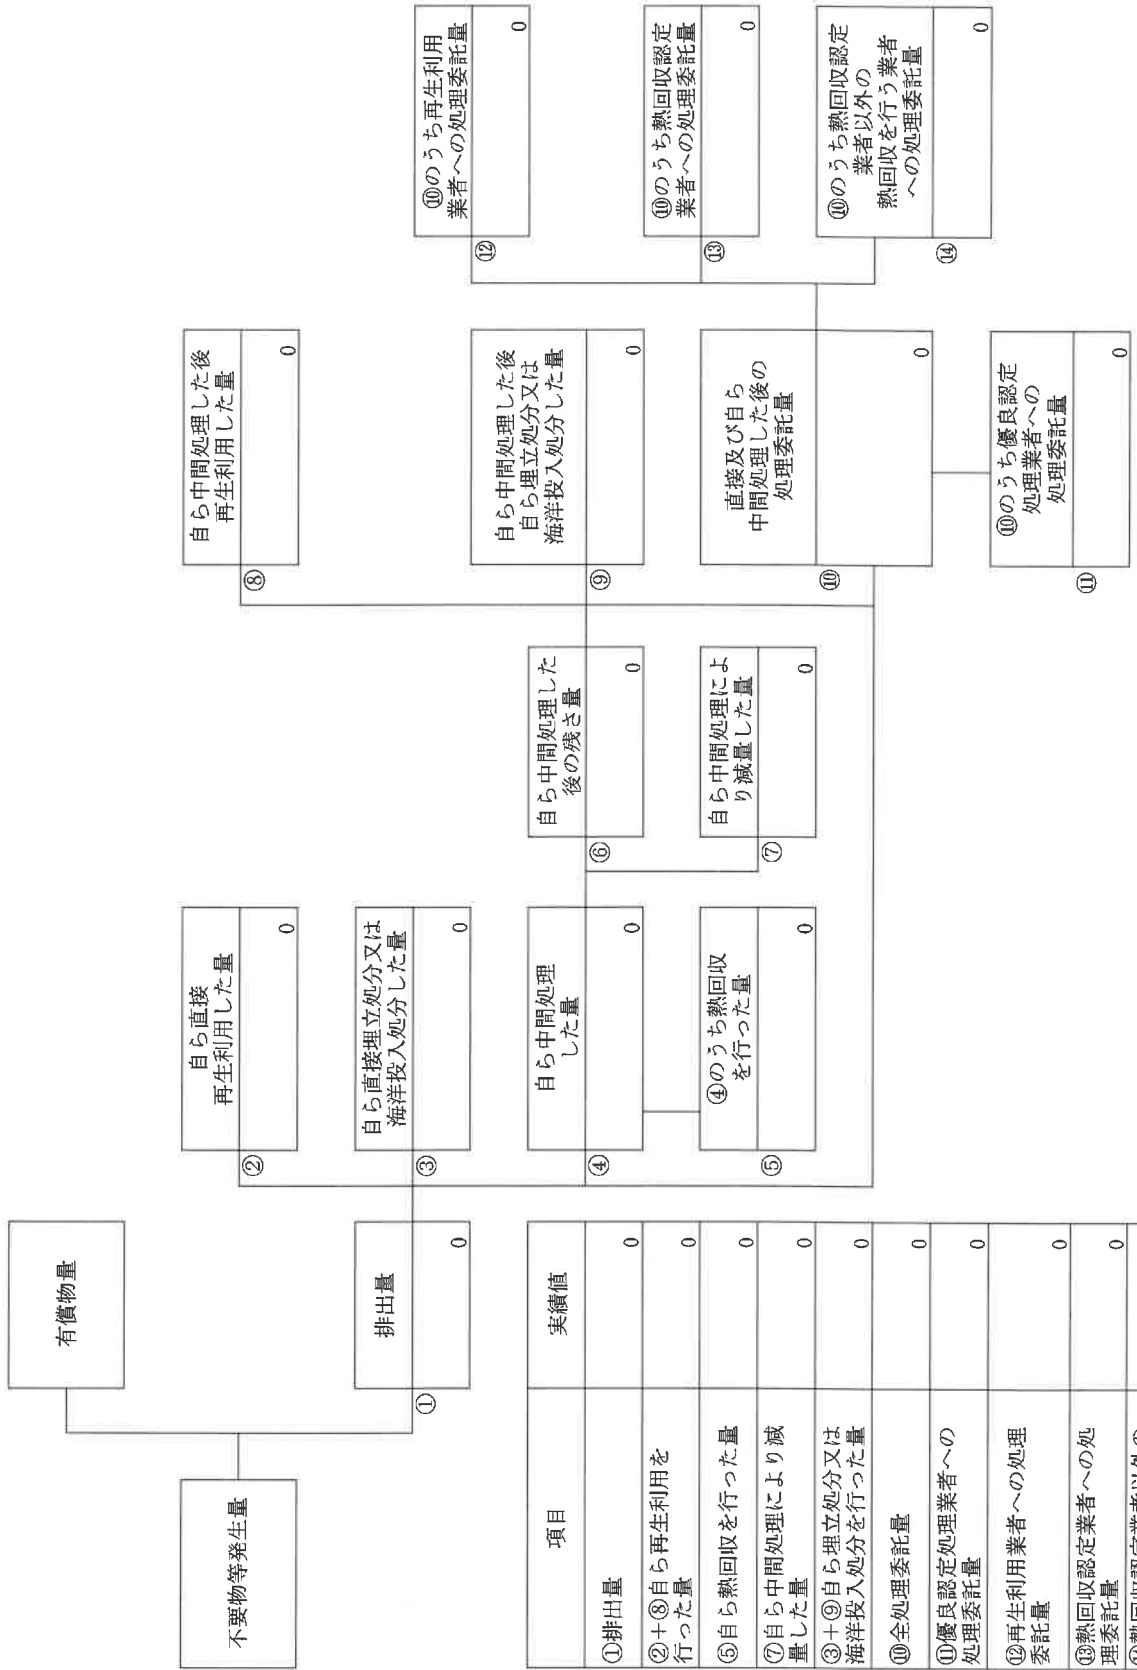 不要物等発生量
有償物量
排出量
①
0
自ら直接
再生利用した量
②
0
自ら直接埋立処分又は
海洋投入処分した量
③
0
自ら中間処理
した量
④
0
④のうち熱回収
を行った量
⑤
0
自ら中間処理した
後の残さ量
⑥
0
自ら中間処理によ
り減量した量
⑦
0
自ら中間処理した後
再生利用した量
⑧
0
自ら中間処理した後
自ら埋立処分又は
海洋投入処分した量
⑨
0
直接及び自ら
中間処理した後の
処理委託量
⑩
0
⑩のうち優良認定
処理業者への
処理委託量
⑪
0
⑩のうち再生利用
業者への処理委託量
⑫
0
⑩のうち熱回収認定
業者への処理委託量
⑬
0
⑩のうち熱回収認定
業者以外の
熱回収を行う業者
への処理委託量
⑭
0
項目 実績値
①排出量 0
②+⑧自ら再生利用を
行った量 0
⑤自ら熱回収を行った量 0
⑦自ら中間処理により減
量した量 0
③+⑨自ら埋立処分又は
海洋投入処分を行った量 0
⑩全処理委託量 0
⑪優良認定処理業者への
処理委託量 0
⑫再生利用業者への処理
委託量 0
⑬熱回収認定業者への処
理委託量 0